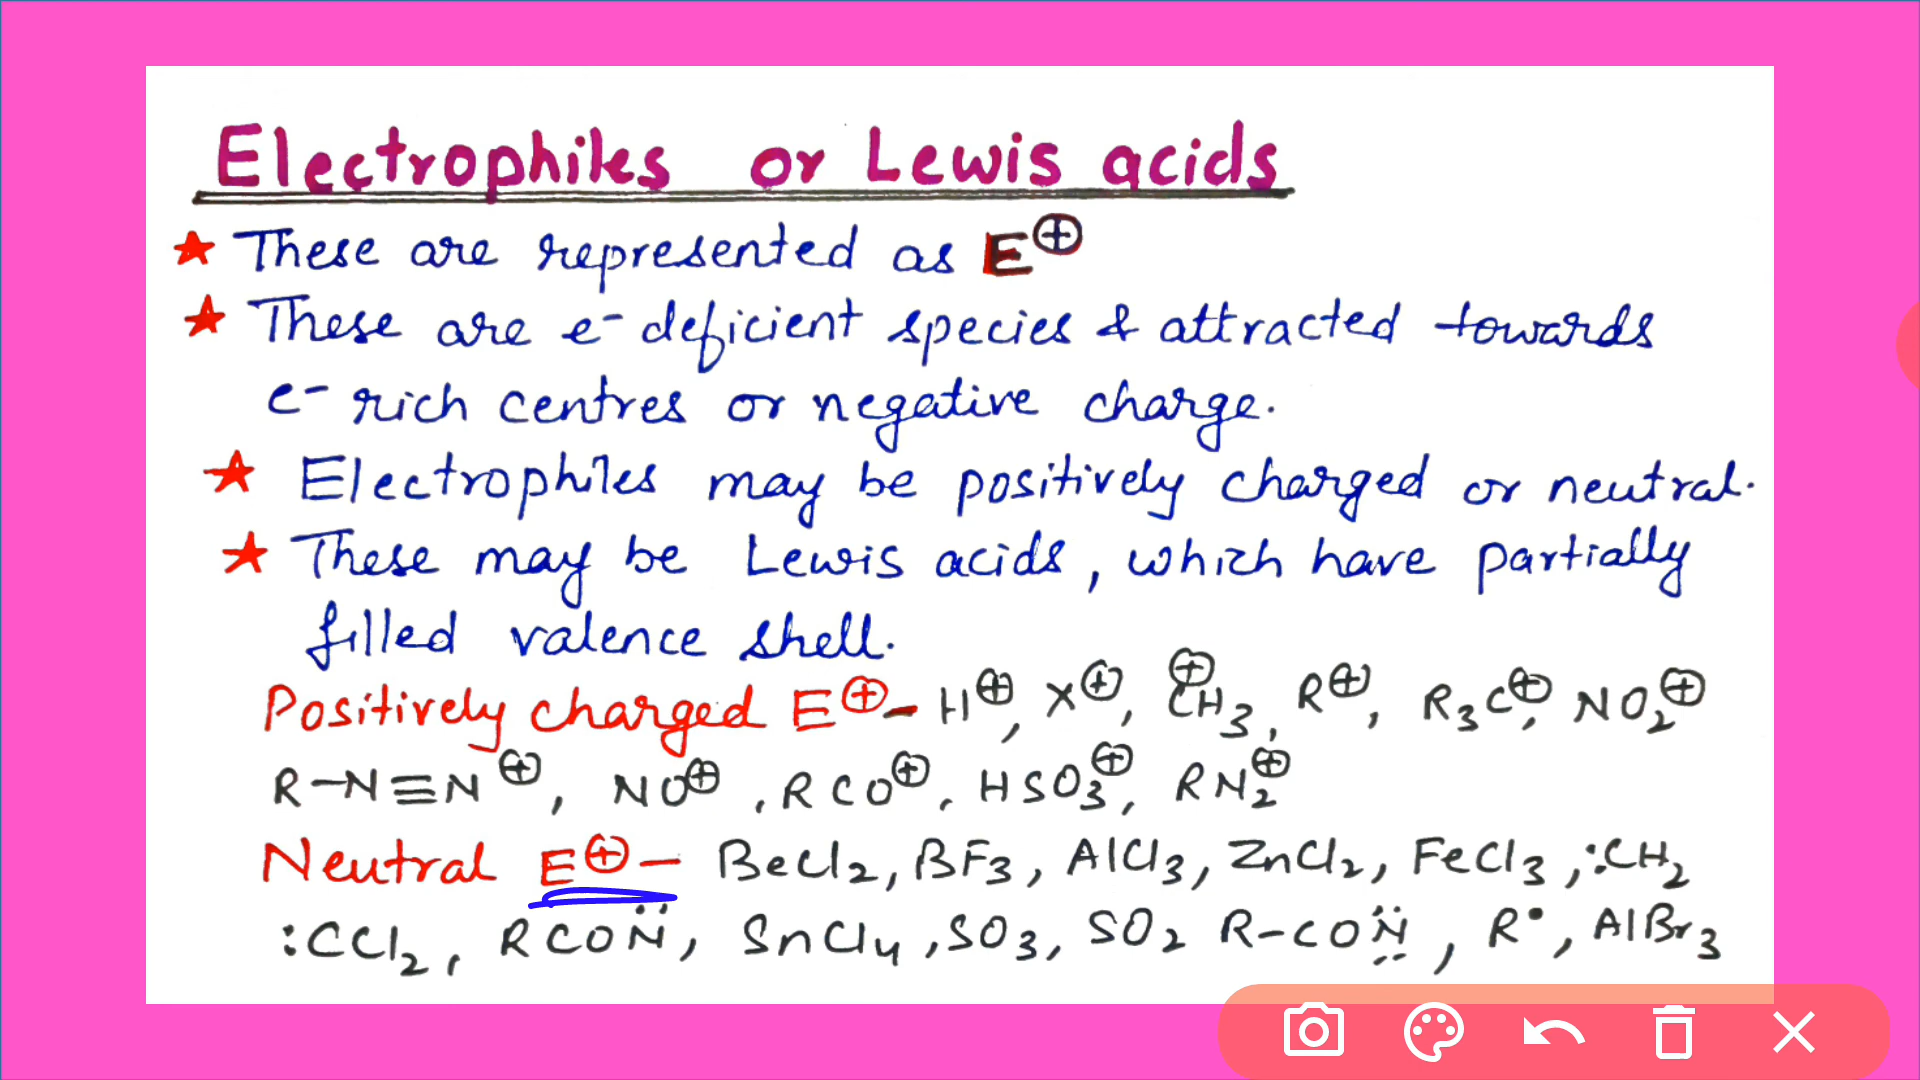 Electrophiles or Lewis acids
★ These are represented as E⊕
★ These are e⁻ deficient species & attracted towards
e⁻ rich centres or negative charge.
★ Electrophiles may be positively charged or neutral.
★ These may be Lewis acids, which have partially
filled valence shell.
Positively charged E⊕ – H⊕, X⊕, C⊕H₃, R⊕, R₃C⊕, NO₂⊕
R–N≡N⊕, NO⊕, RCO⊕, HSO₃⊕, RN₂⊕
Neutral E⊕ – BeCl₂, BF₃, AlCl₃, ZnCl₂, FeCl₃, :CH₂
:CCl₂, RCON̈, SnCl₄, SO₃, SO₂ R–CON̤̈, R•, AlBr₃